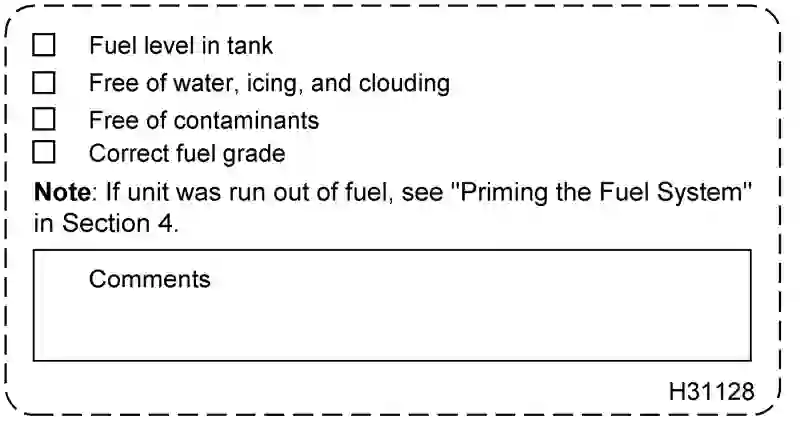 Fuel level in tank
Free of water, icing, and clouding
Free of contaminants
Correct fuel grade
Note: If unit was run out of fuel, see "Priming the Fuel System"
in Section 4.
Comments
H31128